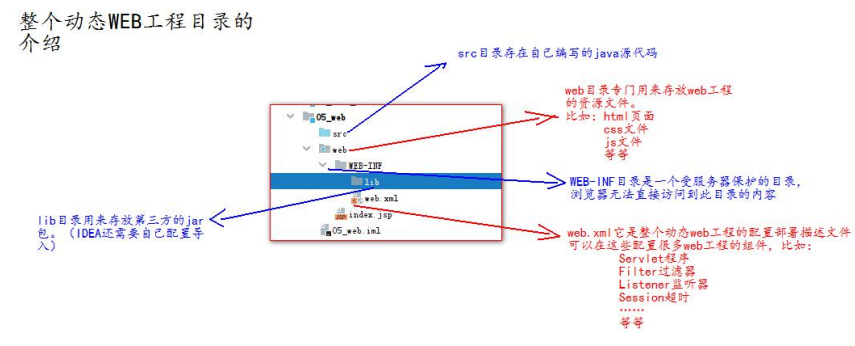 整个动态WEB工程目录的
介绍
src目录存在自己编写的java源代码
web目录专门用来存放web工程
的资源文件。
比如：html页面
css文件
js文件
等等
05_web
src
web
WEB-INF
lib
web.xml
index.jsp
05_web.iml
WEB-INF目录是一个受服务器保护的目录，
浏览器无法直接访问到此目录的内容
lib目录用来存放第三方的jar
包。（IDEA还需要自己配置导
入）
web.xml它是整个动态web工程的配置部署描述文件
可以在这些配置很多web工程的组件，比如：
Servlet程序
Filter过滤器
Listener监听器
Session超时
……
等等